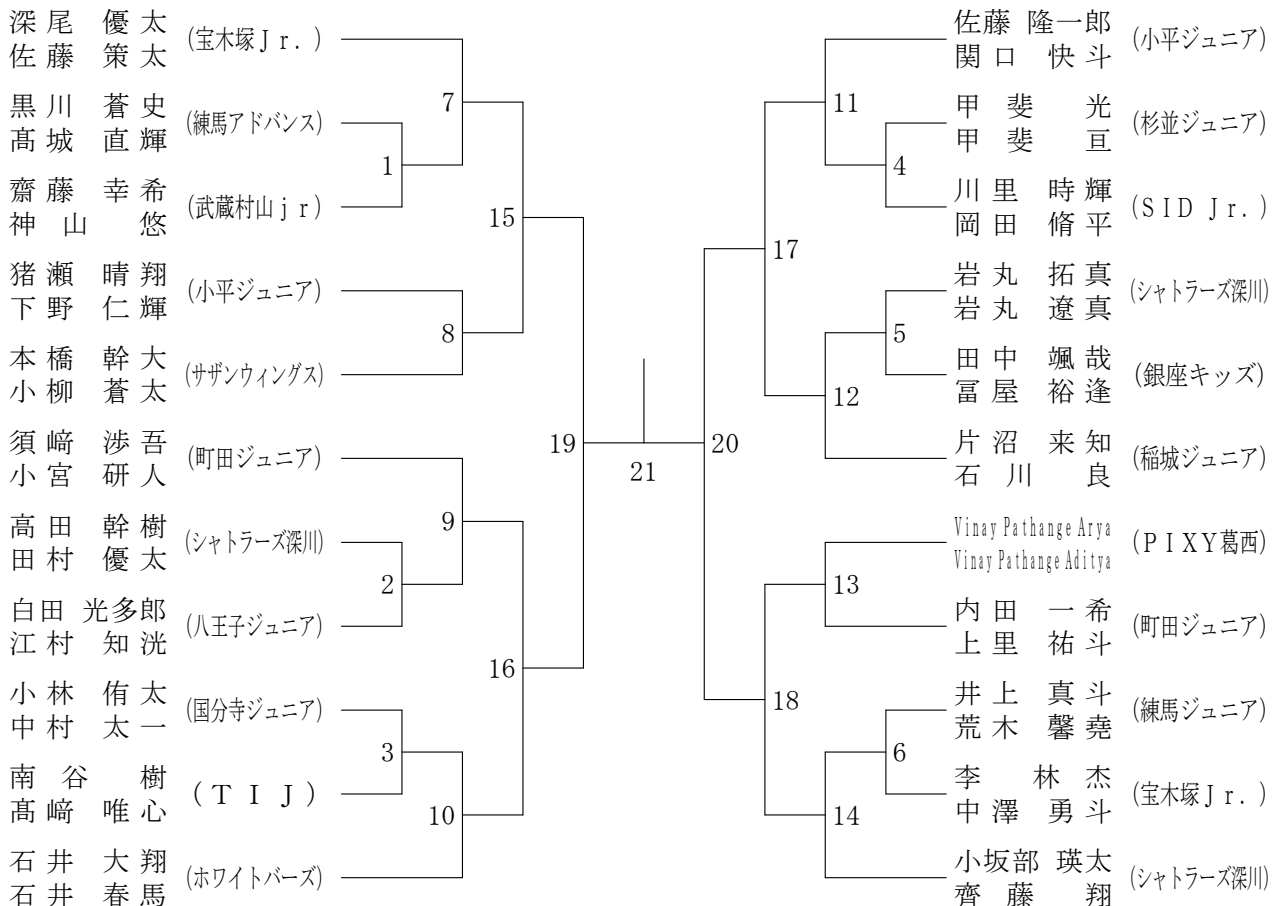 深尾 優太
佐藤 策太
(宝木塚Jr.)
黒川 蒼史
髙城 直輝
(練馬アドバンス)
齋藤 幸希
神山 悠
(武蔵村山jr)
猪瀬 晴翔
下野 仁輝
(小平ジュニア)
本橋 幹大
小柳 蒼太
(サザンウィングス)
須﨑 渉吾
小宮 研人
(町田ジュニア)
高田 幹樹
田村 優太
(シャトラーズ深川)
白田 光多郎
江村 知洸
(八王子ジュニア)
小林 侑太
中村 太一
(国分寺ジュニア)
南谷 樹
髙﨑 唯心
(TIJ)
石井 大翔
石井 春馬
(ホワイトバーズ)
1
2
3
7
8
9
10
15
16
19
21
20
17
18
11
12
13
14
4
5
6
佐藤 隆一郎
関口 快斗
(小平ジュニア)
甲斐 光
甲斐 亘
(杉並ジュニア)
川里 時輝
岡田 脩平
(SID Jr.)
岩丸 拓真
岩丸 遼真
(シャトラーズ深川)
田中 颯哉
冨屋 裕逢
(銀座キッズ)
片沼 来知
石川 良
(稲城ジュニア)
Vinay Pathange Arya
Vinay Pathange Aditya
(PIXY葛西)
内田 一希
上里 祐斗
(町田ジュニア)
井上 真斗
荒木 馨堯
(練馬ジュニア)
李 林杰
中澤 勇斗
(宝木塚Jr.)
小坂部 瑛太
齊藤 翔
(シャトラーズ深川)